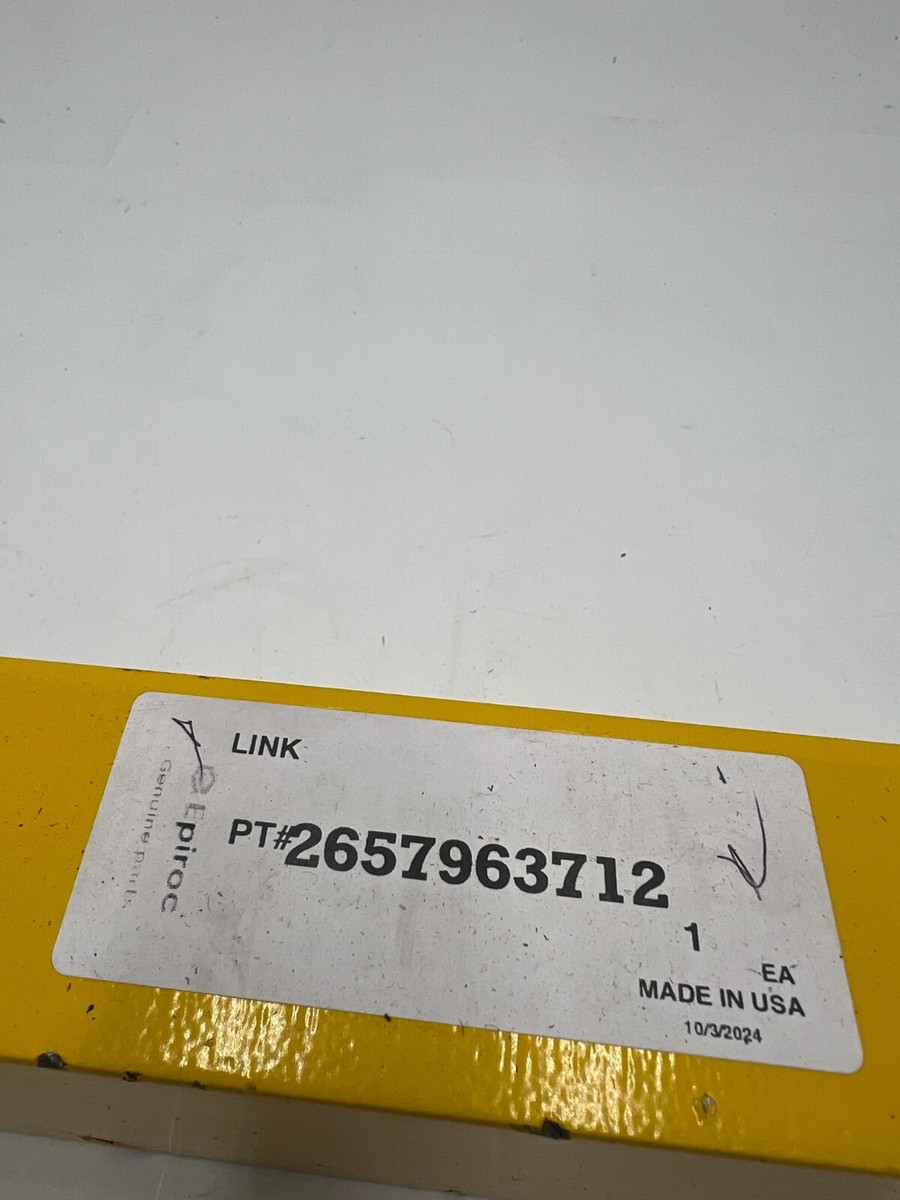 LINK
PT#2657963712
1
EA
MADE IN USA
10/3/2024
Epiroc
Genuine parts